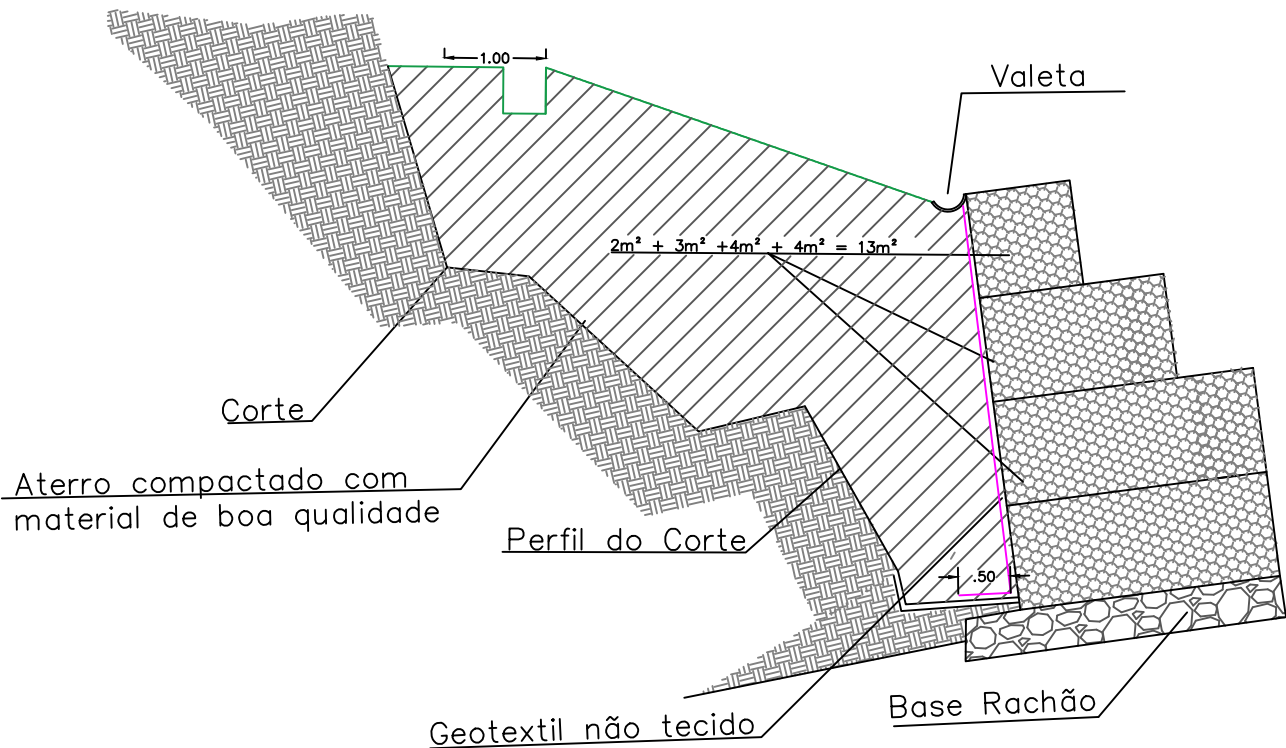 1.00
Valeta
2m² + 3m² +4m² + 4m² = 13m²
Corte
Aterro compactado com
material de boa qualidade
Perfil do Corte
.50
Base Rachão
Geotextil não tecido